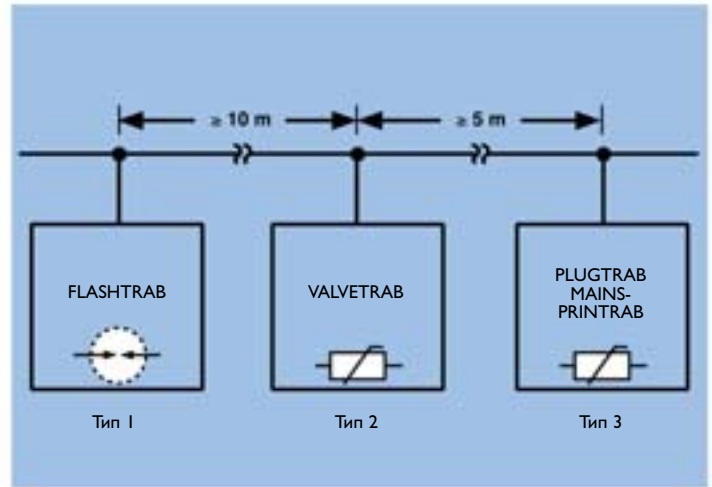 ≥ 10 m
≥ 5 m
FLASHTRAB
VALVETRAB
PLUGTRAB
MAINS-
PRINTRAB
Тип 1
Тип 2
Тип 3